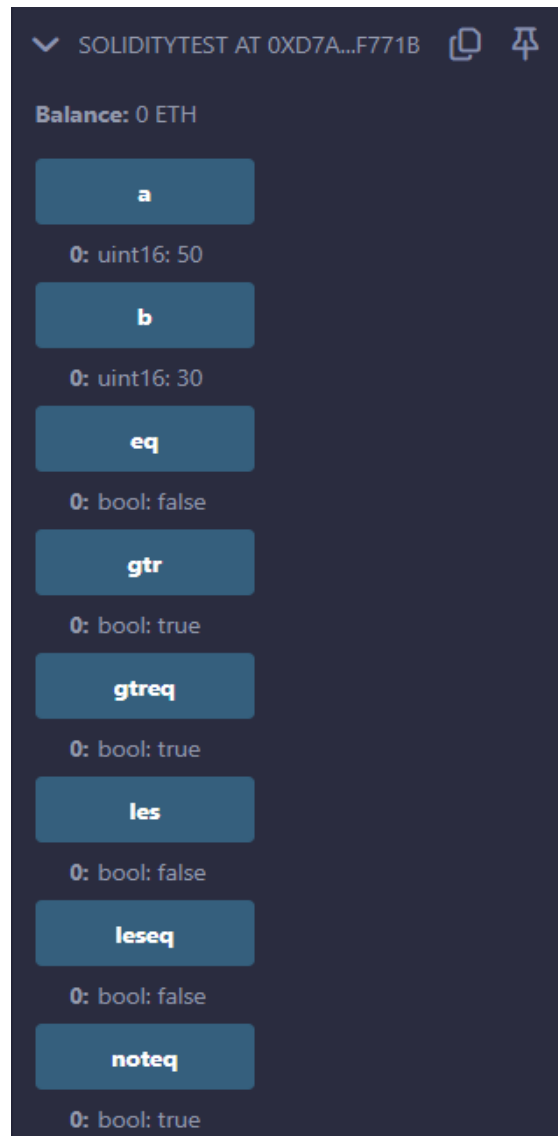 SOLIDITYTEST AT 0XD7A...F771B
Balance: 0 ETH
a
0: uint16: 50
b
0: uint16: 30
eq
0: bool: false
gtr
0: bool: true
gtreq
0: bool: true
les
0: bool: false
leseq
0: bool: false
noteq
0: bool: true